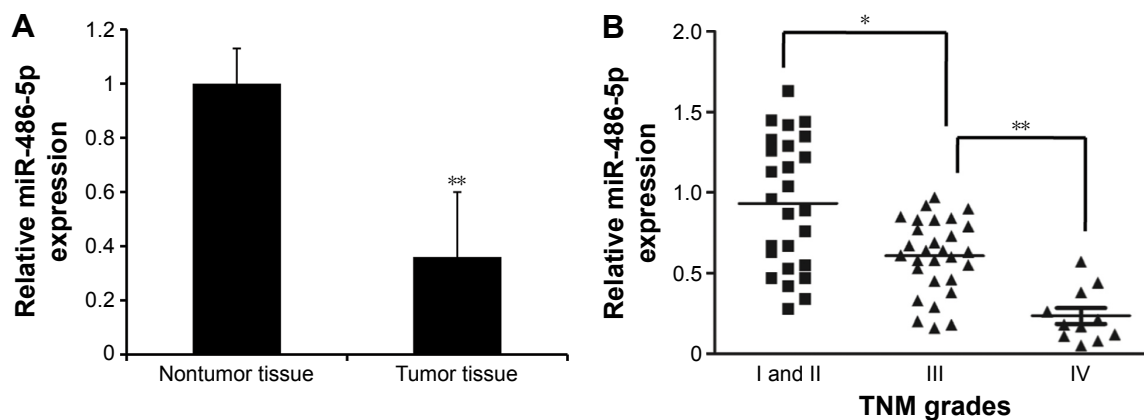 A
Relative miR-486-5p
expression
1.2
1
0.8
0.6
0.4
0.2
0
**
Nontumor tissue
Tumor tissue
B
Relative miR-486-5p
expression
2.0
1.5
1.0
0.5
0
*
**
I and II
III
IV
TNM grades